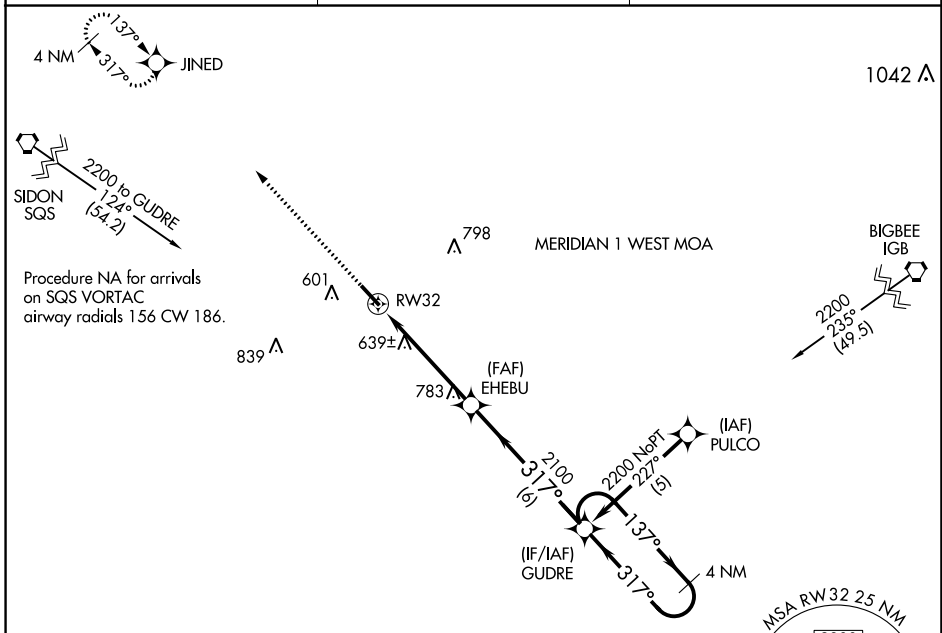 137°
4 NM
317°
JINED
1042
SIDON
SQS
2200 to GUDRE
124°
(54.2)
798
MERIDIAN 1 WEST MOA
BIGBEE
IGB
2200
235°
(49.5)
Procedure NA for arrivals
on SQS VORTAC
airway radials 156 CW 186.
601
RW32
839
639±
(FAF)
EHEBU
783
(IAF)
PULCO
2200 NoPT
227°
(5)
2100
317°
(6)
137°
(IF/IAF)
GUDRE
317°
4 NM
MSA RW32 25 NM